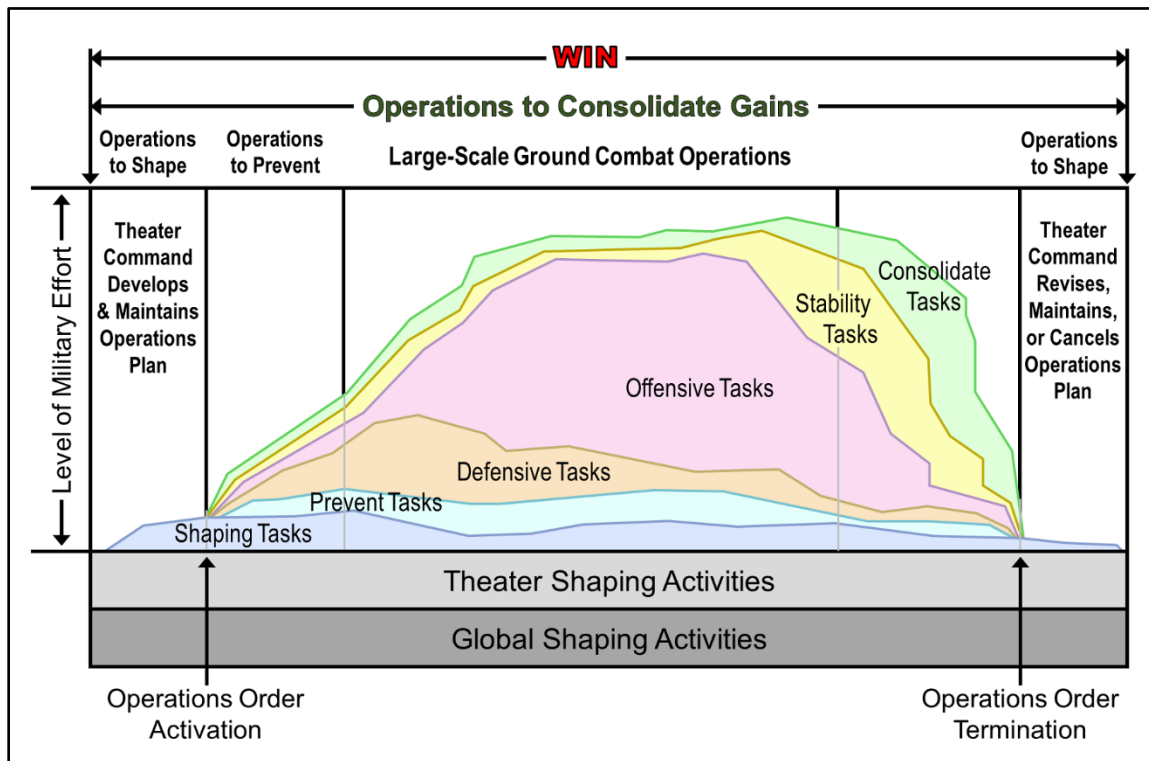 WIN
Operations to Consolidate Gains
Operations
to Shape
Operations
to Prevent
Large-Scale Ground Combat Operations
Operations
to Shape
Level of Military Effort
Theater
Command
Develops
& Maintains
Operations
Plan
Consolidate
Tasks
Stability
Tasks
Offensive Tasks
Defensive Tasks
Prevent Tasks
Shaping Tasks
Theater
Command
Revises,
Maintains,
or Cancels
Operations
Plan
Theater Shaping Activities
Global Shaping Activities
Operations Order
Activation
Operations Order
Termination